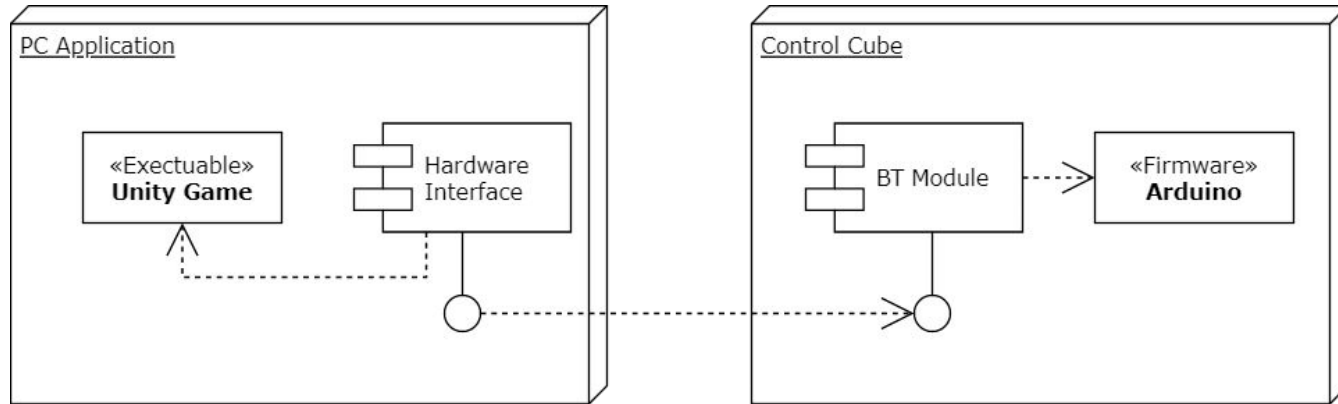 PC Application
«Exectuable»
Unity Game
Hardware
Interface
Control Cube
BT Module
«Firmware»
Arduino